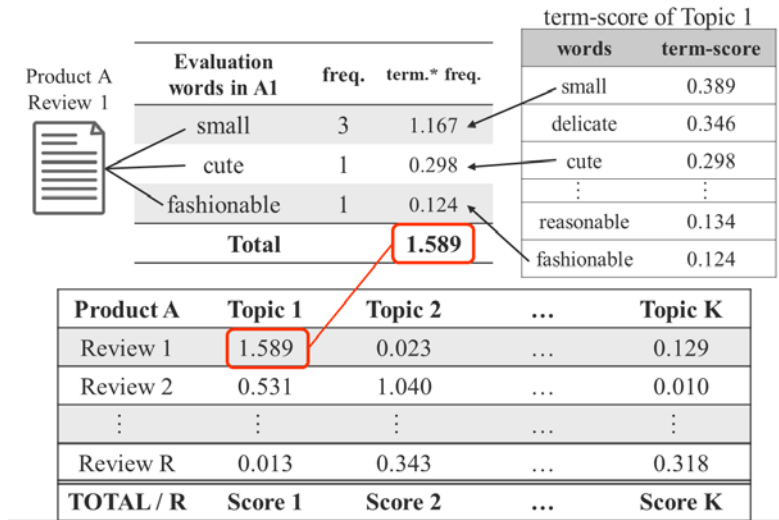 term-score of Topic 1
words term-score
small 0.389
delicate 0.346
cute 0.298
⋮ ⋮
reasonable 0.134
fashionable 0.124
Product A
Review 1
Evaluation
words in A1 freq. term.* freq.
small 3 1.167
cute 1 0.298
fashionable 1 0.124
Total 1.589
Product A Topic 1 Topic 2 ... Topic K
Review 1 1.589 0.023 ... 0.129
Review 2 0.531 1.040 ... 0.010
⋮ ⋮ ⋮ ... ⋮
Review R 0.013 0.343 ... 0.318
TOTAL / R Score 1 Score 2 ... Score K